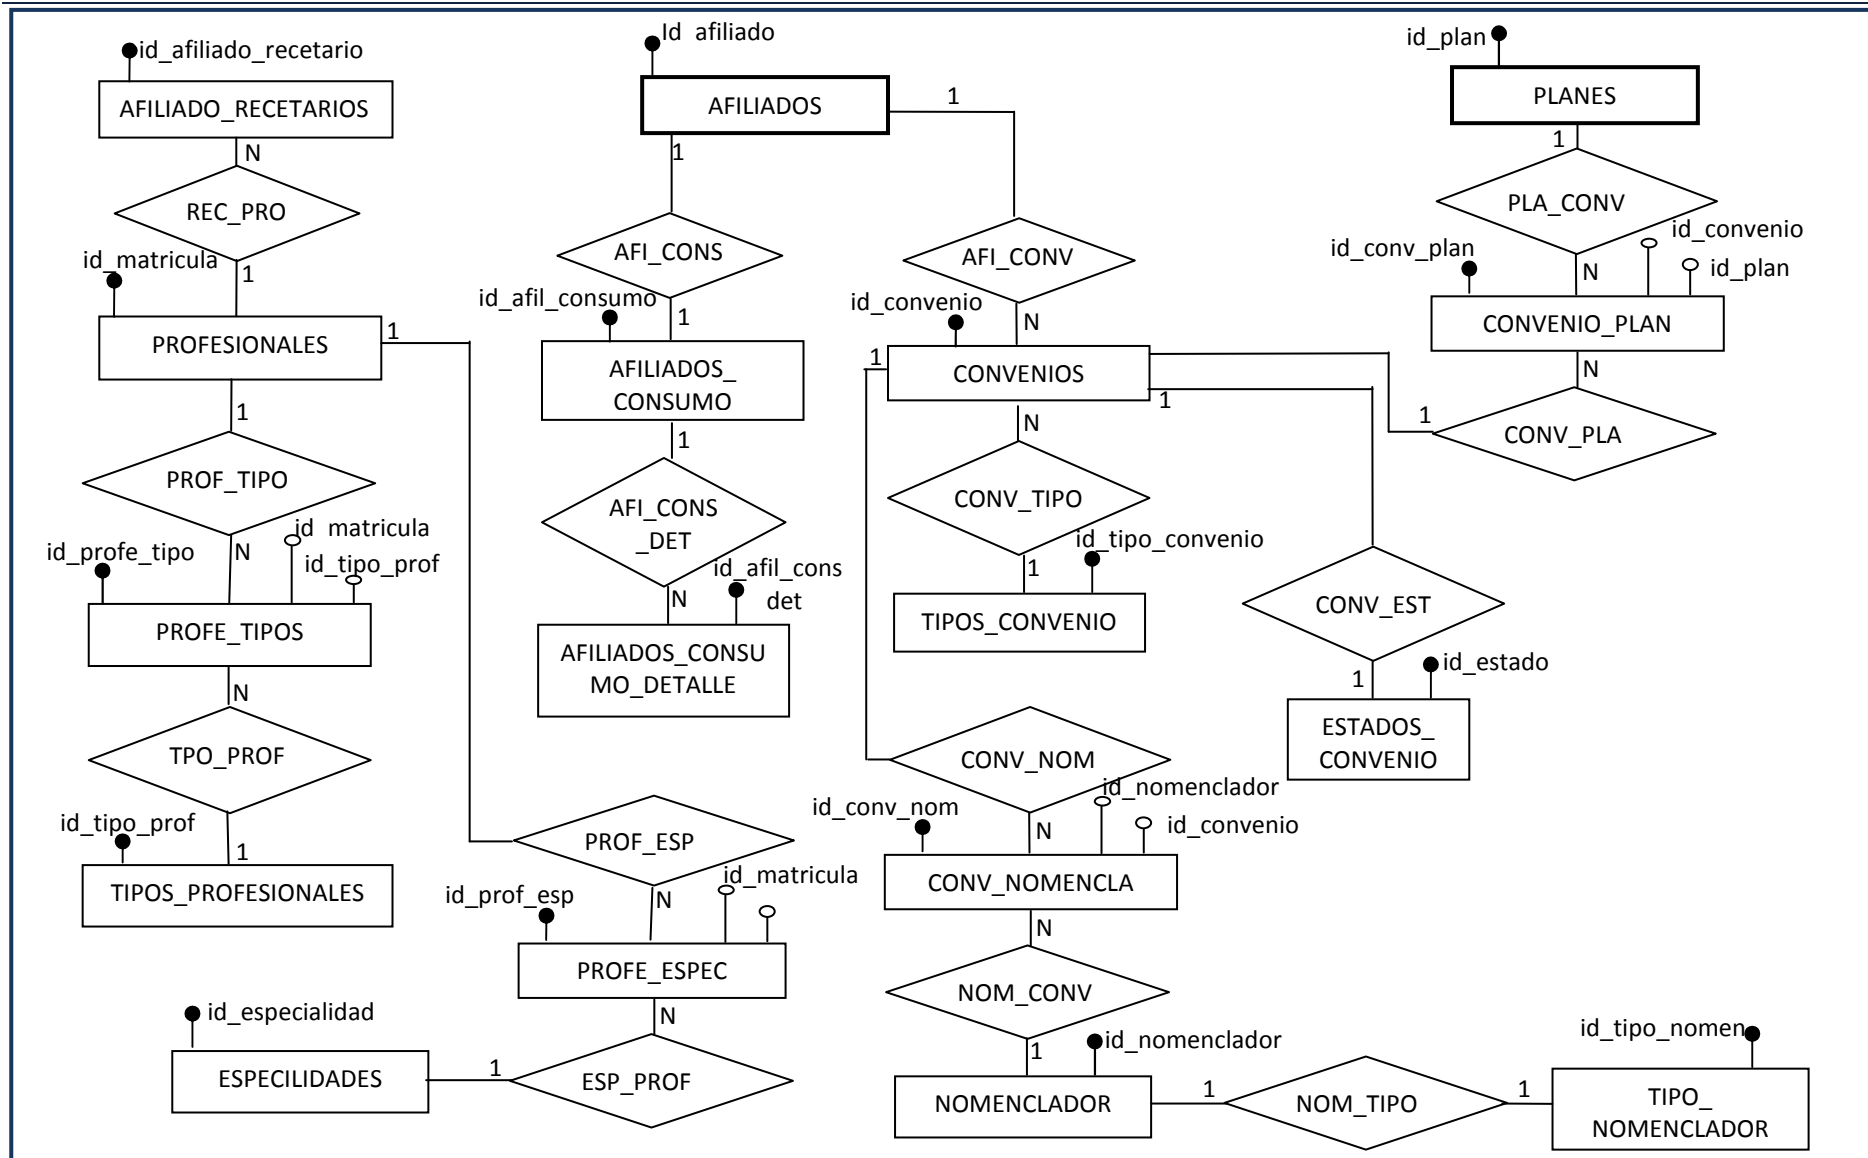 id_afiliado_recetario
AFILIADO_RECETARIOS
N
REC_PRO
id_matricula
1
PROFESIONALES
1
1
PROF_TIPO
id_profe_tipo
N
id matricula
id_tipo_prof
PROFE_TIPOS
N
TPO_PROF
id_tipo_prof
1
TIPOS_PROFESIONALES
Id afiliado
AFILIADOS
1
1
AFI_CONS
id_afil_consumo
1
AFILIADOS_
CONSUMO
1
AFI_CONS
_DET
id_afil_cons
det
N
AFILIADOS_CONSU
MO_DETALLE
PROF_ESP
id_prof_esp
N
id_matricula
PROFE_ESPEC
N
id_especialidad
ESPECILIDADES
1
ESP_PROF
AFI_CONV
id_convenio
N
1
CONVENIOS
1
N
CONV_TIPO
id_tipo_convenio
1
TIPOS_CONVENIO
CONV_NOM
id_conv_nom
N
id_nomenclador
id_convenio
CONV_NOMENCLA
N
NOM_CONV
1
id_nomenclador
NOMENCLADOR
1
NOM_TIPO
1
id_tipo_nomen
TIPO_
NOMENCLADOR
id_plan
PLANES
1
PLA_CONV
id_conv_plan
N
id_convenio
id_plan
CONVENIO_PLAN
N
1
CONV_PLA
CONV_EST
1
id_estado
ESTADOS_
CONVENIO